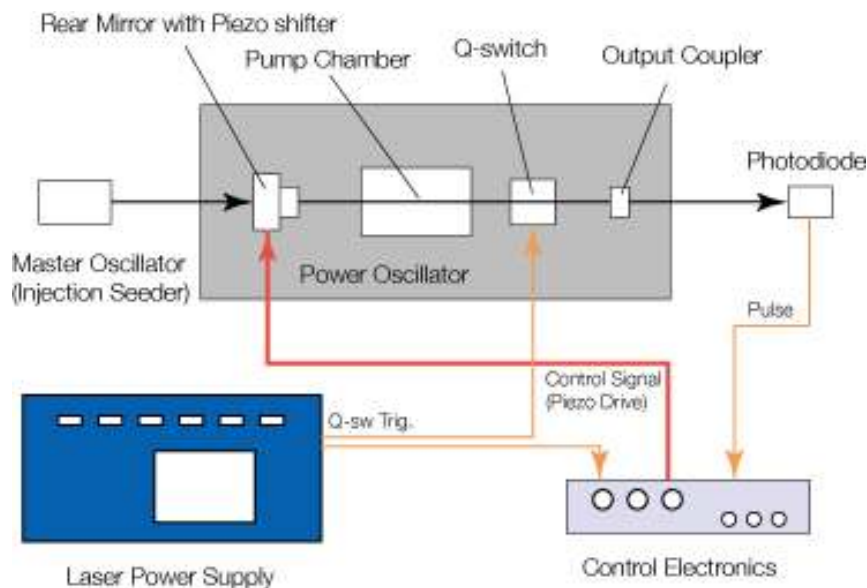 Rear Mirror with Piezo shifter
Pump Chamber
Q-switch
Output Coupler
Photodiode
Master Oscillator
(Injection Seeder)
Power Oscillator
Pulse
Control Signal
(Piezo Drive)
Q-sw Trig.
Laser Power Supply
Control Electronics